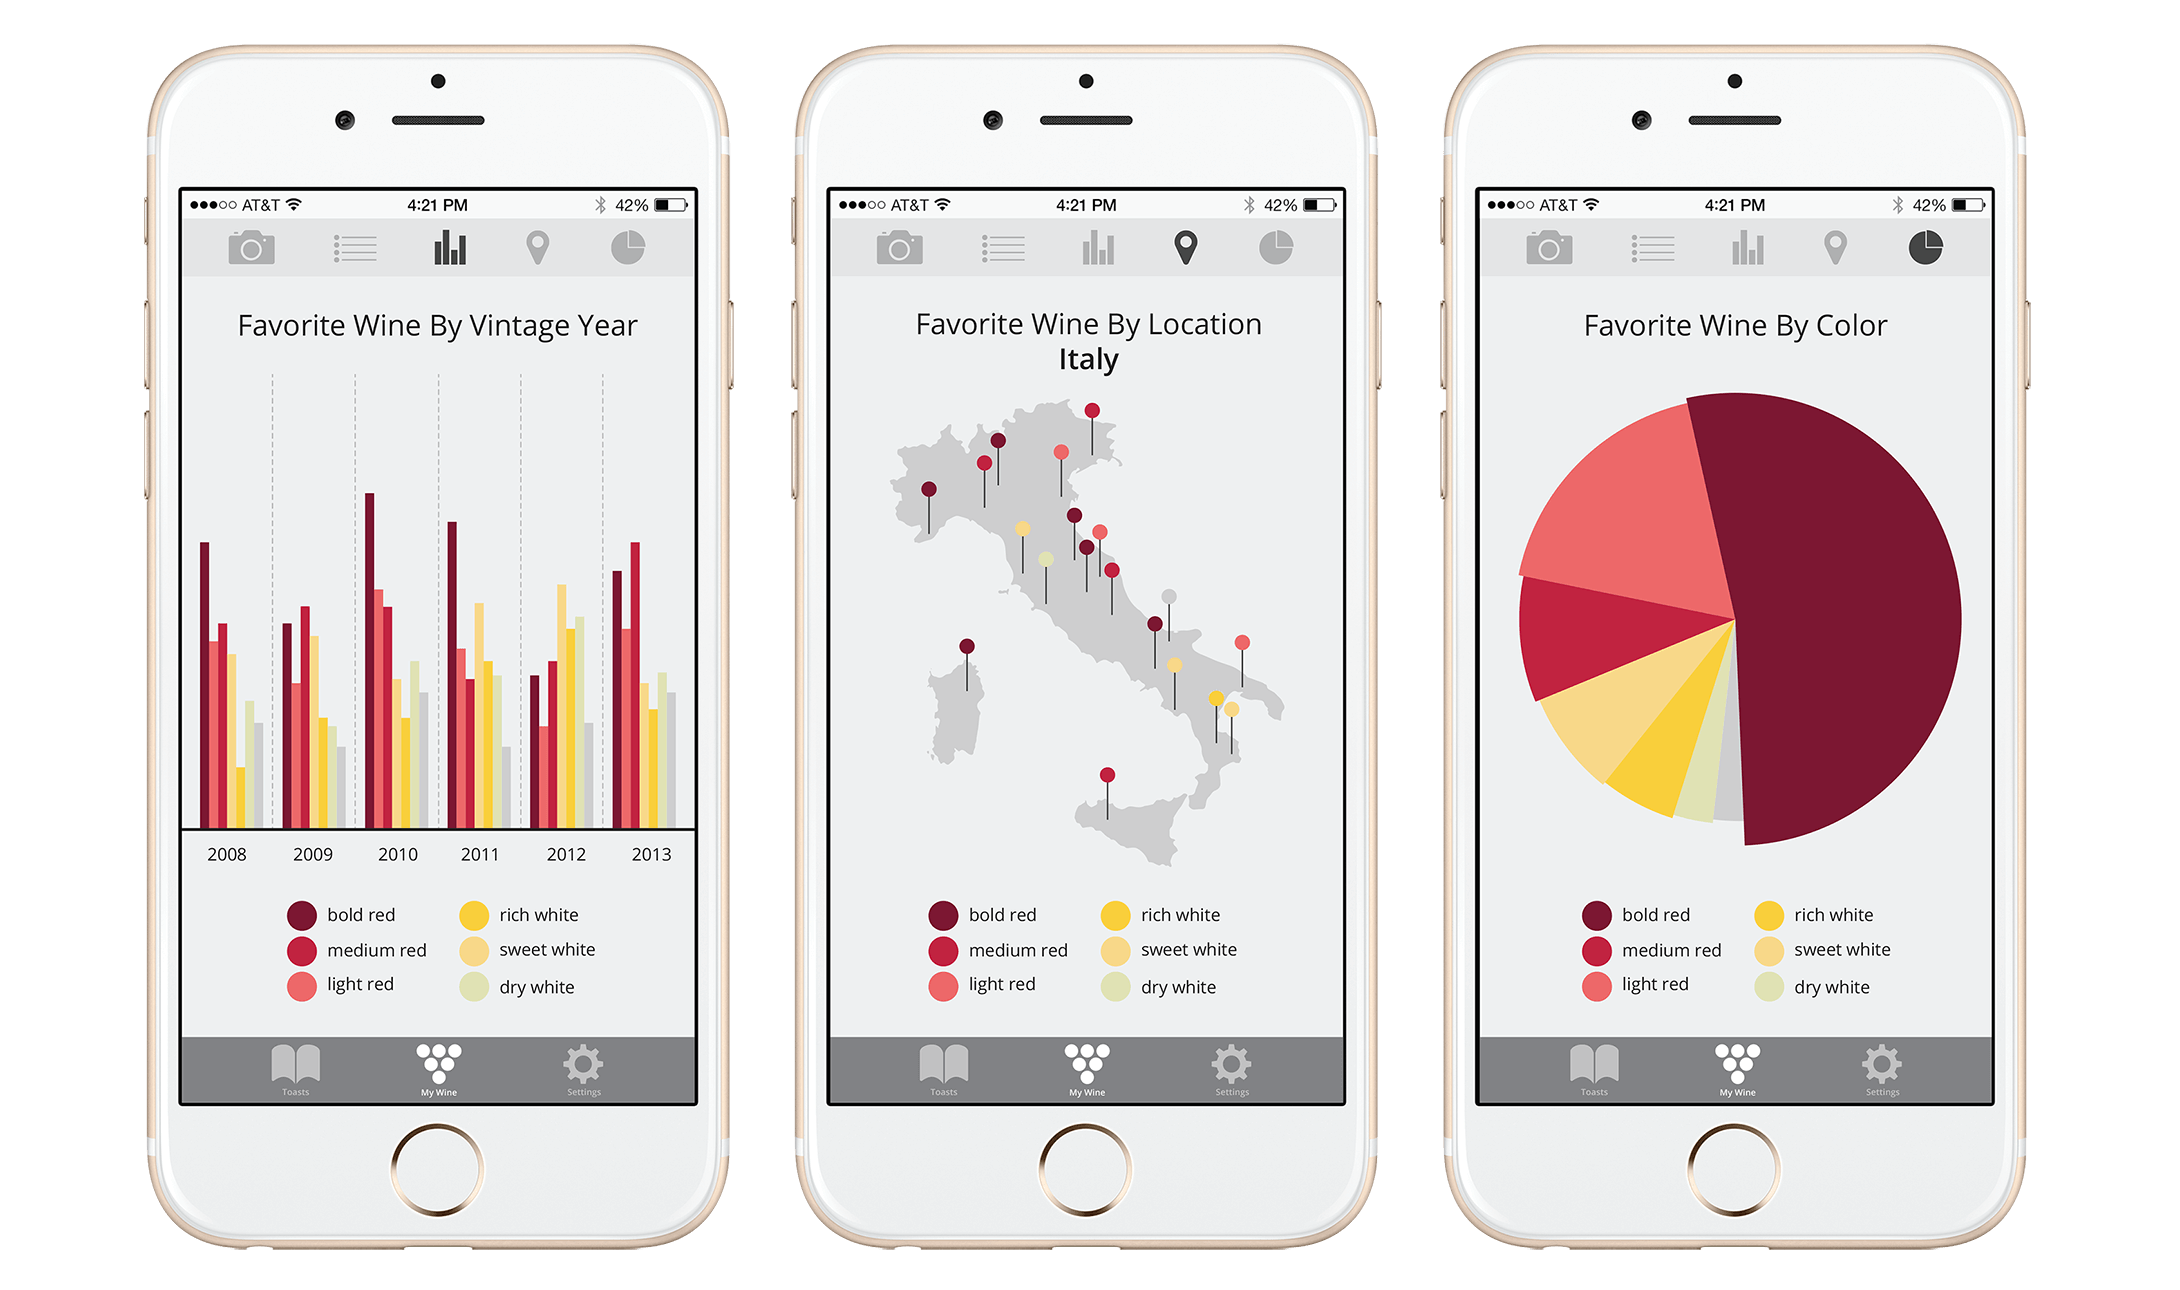 AT&T 4:21 PM 42%
Favorite Wine By Vintage Year
2008 2009 2010 2011 2012 2013
bold red rich white
medium red sweet white
light red dry white
Toasts My Wine Settings
AT&T 4:21 PM 42%
Favorite Wine By Location
Italy
bold red rich white
medium red sweet white
light red dry white
Toasts My Wine Settings
AT&T 4:21 PM 42%
Favorite Wine By Color
bold red rich white
medium red sweet white
light red dry white
Toasts My Wine Settings